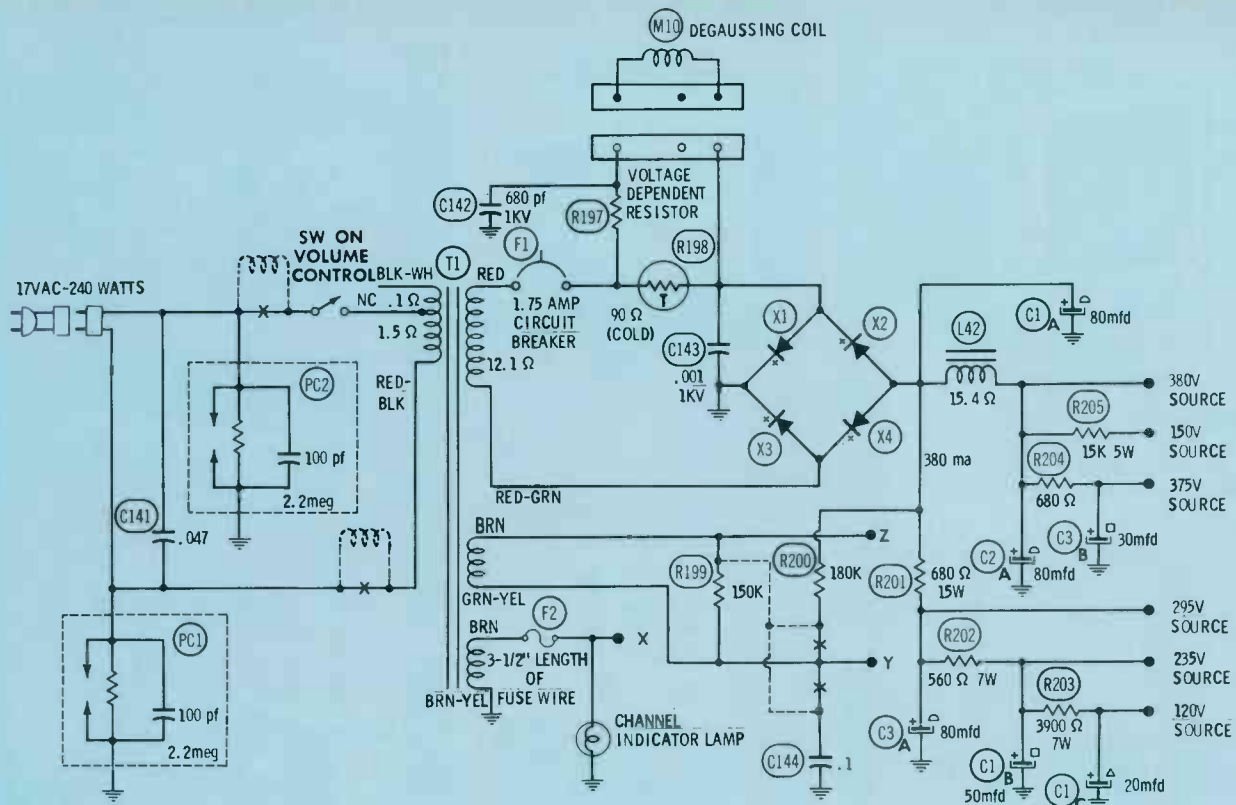 M10 DEGAUSSING COIL
VOLTAGE
DEPENDENT
RESISTOR
C142
680 pf
1KV
R197
F1
R198
SW ON
VOLUME
CONTROL
BLK-WH
T1
RED
17VAC-240 WATTS
NC
.1 Ω
1.5 Ω
1.75 AMP
CIRCUIT
BREAKER
90 Ω
(COLD)
T
12.1 Ω
C143
.001
1KV
X1
X2
X3
X4
C1
A
80mfd
L42
15.4 Ω
380V
SOURCE
R205
15K 5W
150V
SOURCE
R204
680 Ω
375V
SOURCE
380 ma
C2
A
80mfd
C3
B
30mfd
RED-
BLK
PC2
100 pf
2.2meg
RED-GRN
C141
.047
BRN
Z
R199
150K
R200
180K
R201
680 Ω
15W
GRN-YEL
295V
SOURCE
BRN
F2
X
Y
3-1/2" LENGTH
OF
FUSE WIRE
R202
560 Ω 7W
235V
SOURCE
BRN-YEL
PC1
100 pf
2.2meg
CHANNEL
INDICATOR LAMP
R203
3900 Ω
7W
120V
SOURCE
C144
.1
C3
A
80mfd
C1
B
50mfd
C1
20mfd